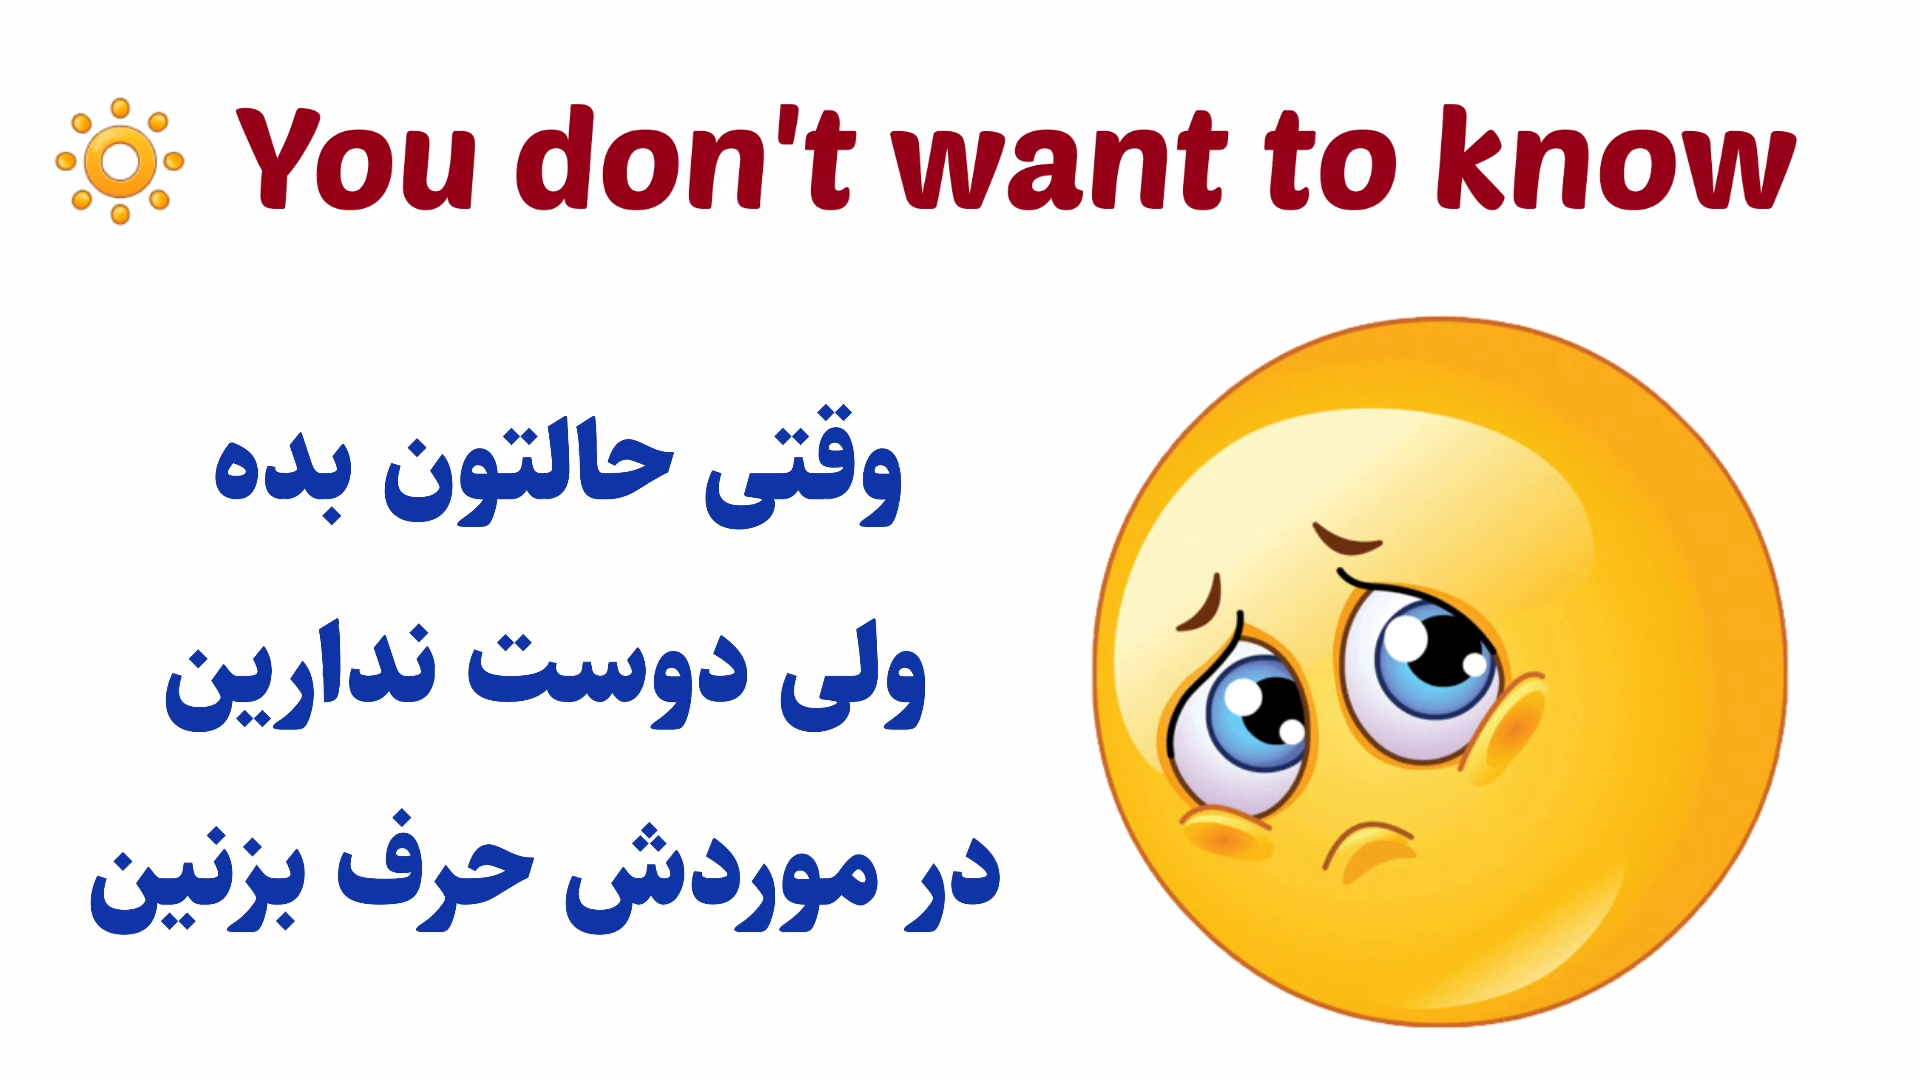 You don't want to know
وقتی حالتون بده
ولی دوست ندارین
در موردش حرف بزنین